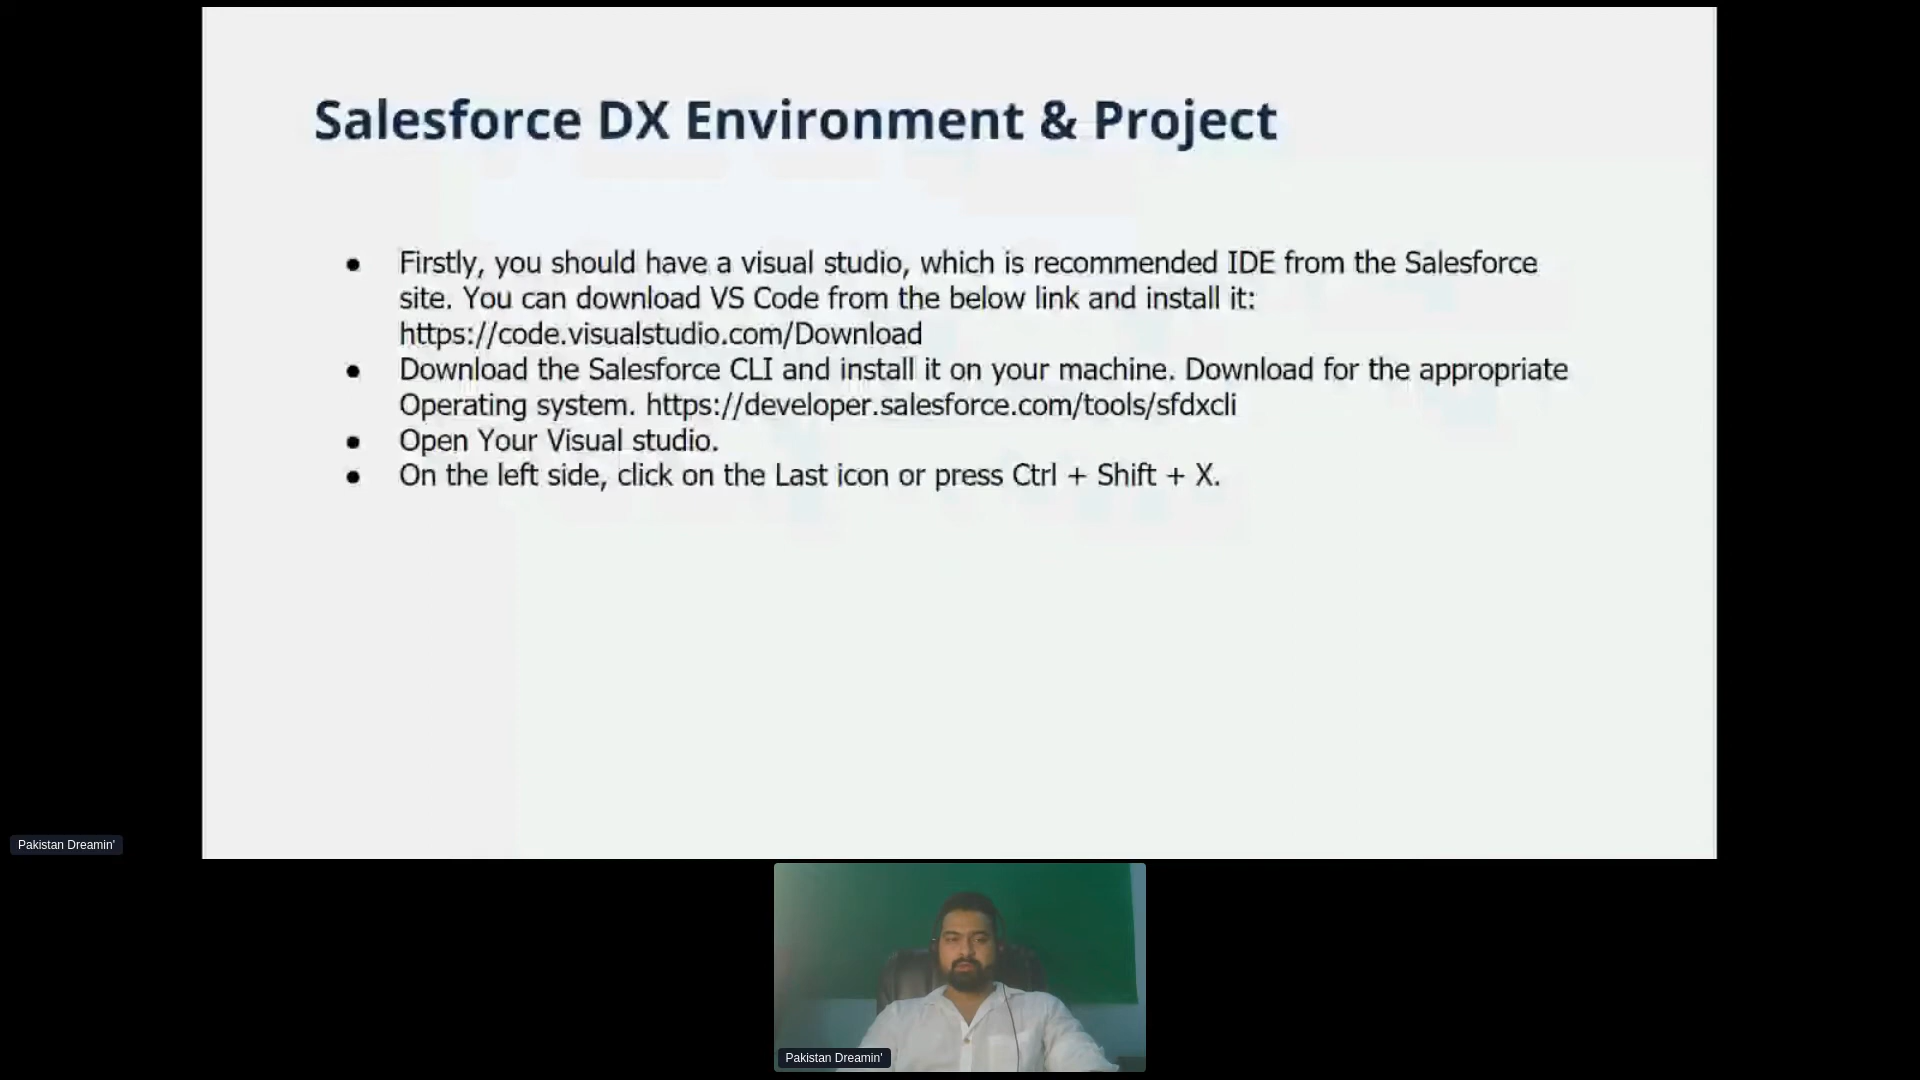 Salesforce DX Environment & Project
● Firstly, you should have a visual studio, which is recommended IDE from the Salesforce
site. You can download VS Code from the below link and install it:
https://code.visualstudio.com/Download
● Download the Salesforce CLI and install it on your machine. Download for the appropriate
Operating system. https://developer.salesforce.com/tools/sfdxcli
● Open Your Visual studio.
● On the left side, click on the Last icon or press Ctrl + Shift + X.
Pakistan Dreamin'
Pakistan Dreamin'